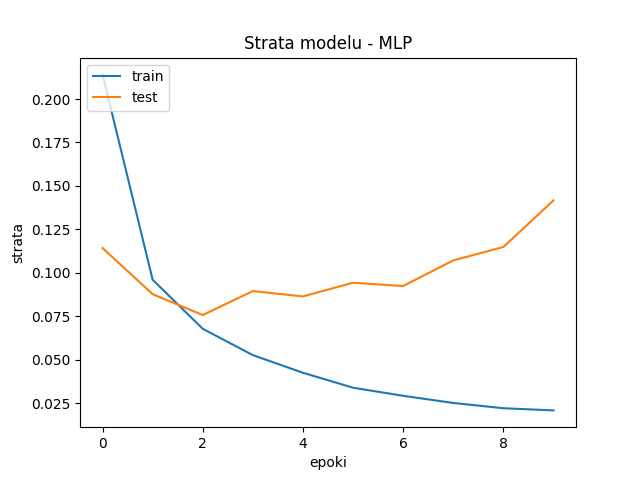 Strata modelu - MLP
train
test
0.200
0.175
0.150
0.125
0.100
0.075
0.050
0.025
strata
0 2 4 6 8
epoki